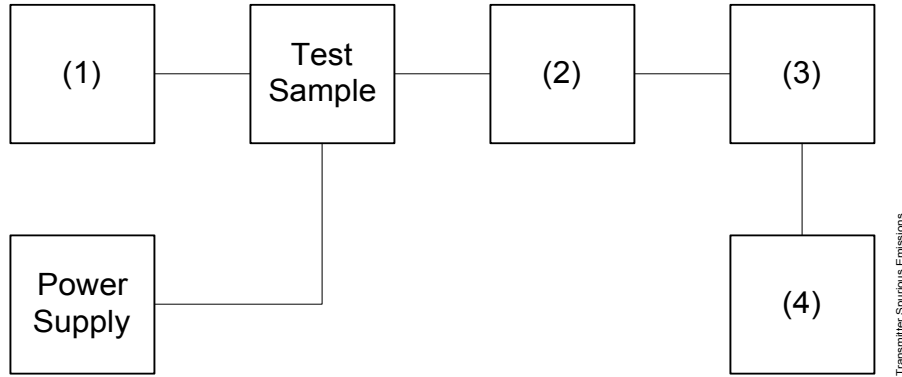 (1)
Test
Sample
(2)
(3)
Power
Supply
(4)
Transmitter Spurious Emissions